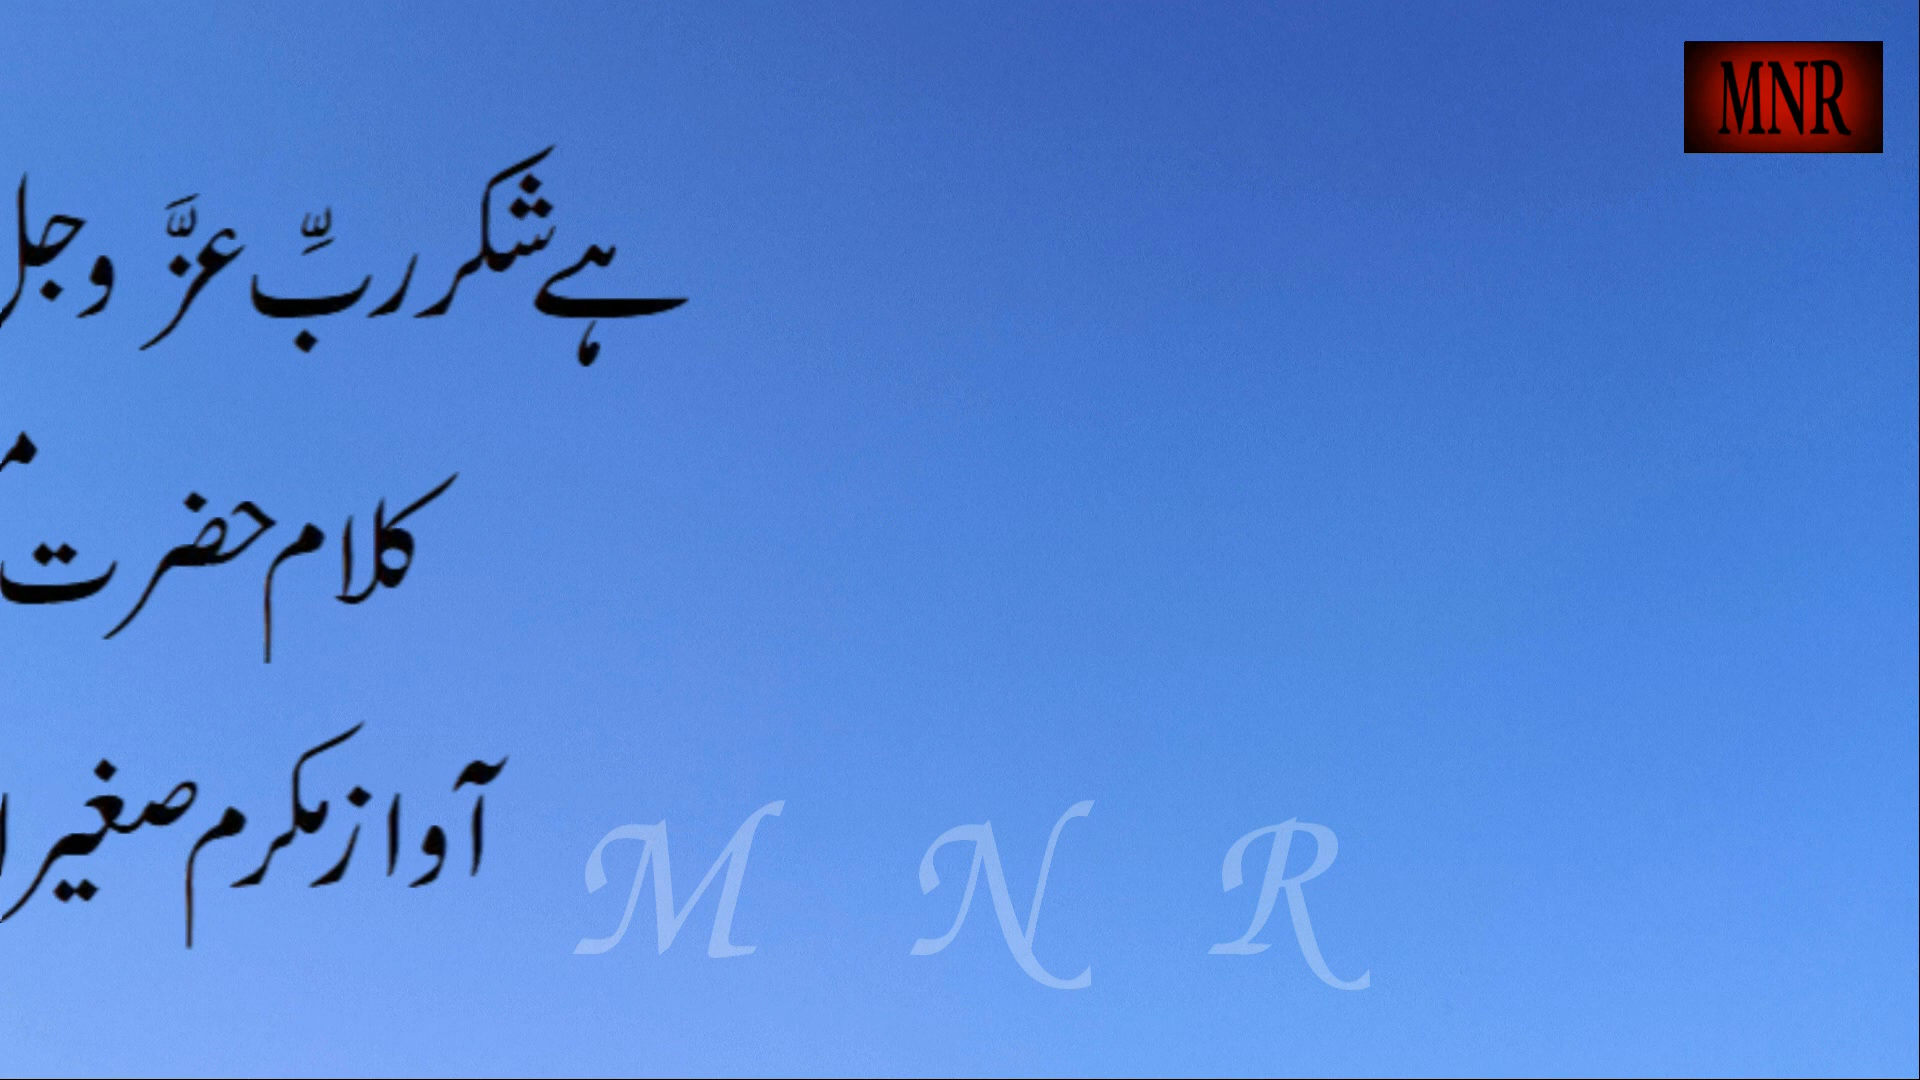 MNR
ہے شکر ربِّ عزَّ وجل
کلام حضرت
آواز مکرم صغیر
M N R